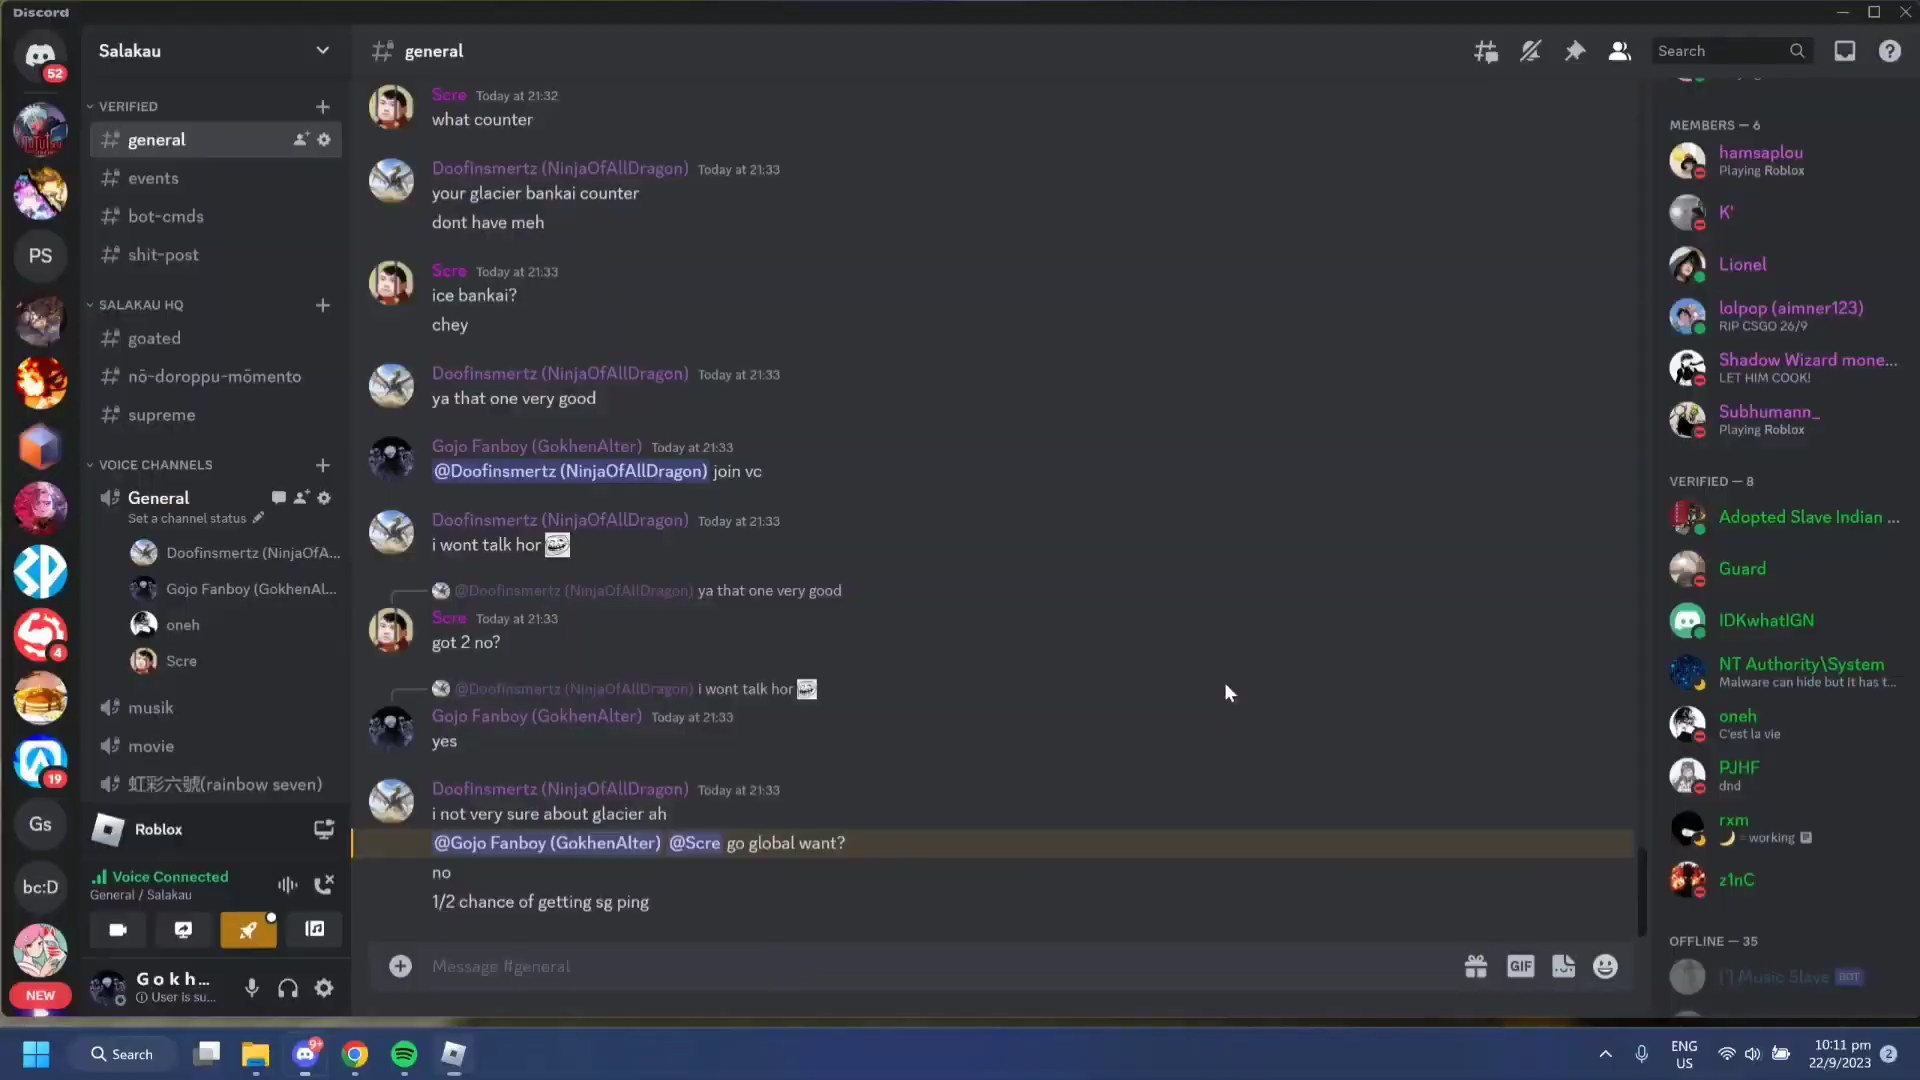 Discord
52
PS
4
19
Gs
bc:D
NEW
Salakau
VERIFIED
general
events
bot-cmds
shit-post
SALAKAU HQ
goated
nō-doroppu-mōmento
supreme
VOICE CHANNELS
General
Set a channel status
Doofinsmertz (NinjaOfA...
Gojo Fanboy (GokhenAl...
oneh
Scre
musik
movie
虹彩六號(rainbow seven)
Roblox
Voice Connected
General / Salakau
G o k h...
User is su...
general
Search
Scre Today at 21:32
what counter
Doofinsmertz (NinjaOfAllDragon) Today at 21:33
your glacier bankai counter
dont have meh
Scre Today at 21:33
ice bankai?
chey
Doofinsmertz (NinjaOfAllDragon) Today at 21:33
ya that one very good
Gojo Fanboy (GokhenAlter) Today at 21:33
@Doofinsmertz (NinjaOfAllDragon) join vc
Doofinsmertz (NinjaOfAllDragon) Today at 21:33
i wont talk hor
@Doofinsmertz (NinjaOfAllDragon) ya that one very good
Scre Today at 21:33
got 2 no?
@Doofinsmertz (NinjaOfAllDragon) i wont talk hor
Gojo Fanboy (GokhenAlter) Today at 21:33
yes
Doofinsmertz (NinjaOfAllDragon) Today at 21:33
i not very sure about glacier ah
@Gojo Fanboy (GokhenAlter) @Scre go global want?
no
1/2 chance of getting sg ping
Message #general
GIF
MEMBERS — 6
hamsaplou
Playing Roblox
K'
Lionel
lolpop (aimner123)
RIP CSGO 26/9
Shadow Wizard mone...
LET HIM COOK!
Subhumann_
Playing Roblox
VERIFIED — 8
Adopted Slave Indian ...
Guard
IDKwhatIGN
NT Authority\System
Malware can hide but it has t...
oneh
C'est la vie
PJHF
dnd
rxm
= working
z1nC
OFFLINE — 35
Music Slave BOT
Search
9+
ENG
US
10:11 pm
22/9/2023
2